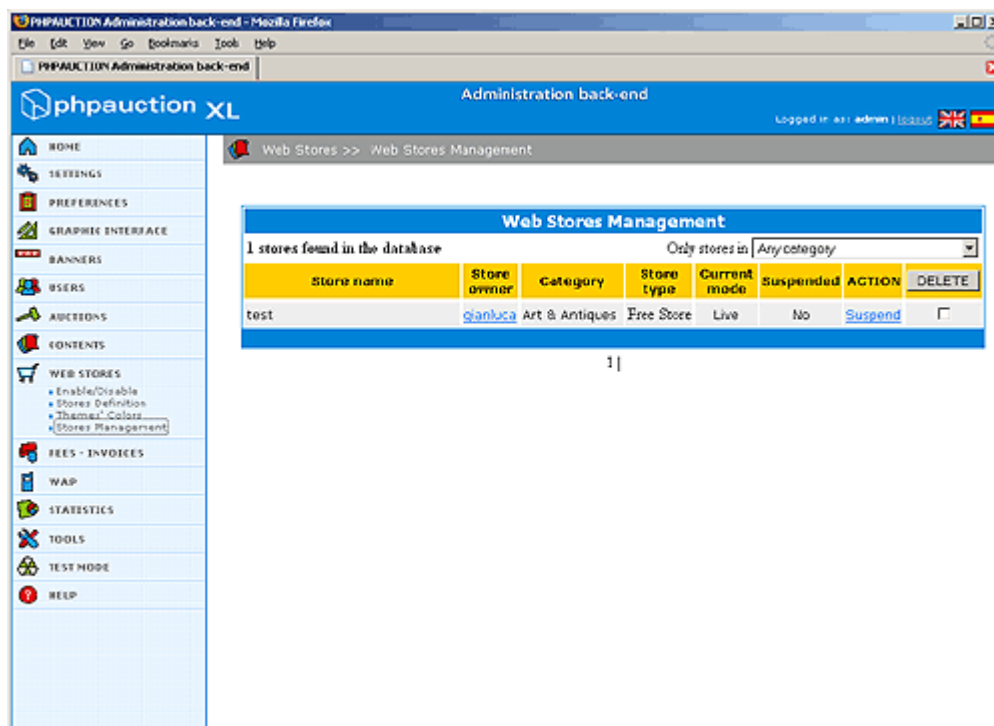 PHPAUCTION Administration back-end - Mozilla Firefox
File Edit View Go Bookmarks Tools Help
PHPAUCTION Administration back-end
phpauction XL
Administration back-end
Logged in as: admin | logout
Web Stores >> Web Stores Management
HOME
SETTINGS
PREFERENCES
GRAPHIC INTERFACE
BANNERS
USERS
AUCTIONS
CONTENTS
WEB STORES
Enable/Disable
Stores Definition
Themes' Colors
Stores Management
FEES - INVOICES
WAP
STATISTICS
TOOLS
TEST MODE
HELP
Web Stores Management
1 stores found in the database Only stores in Any category
Store name Store owner Category Store type Current mode Suspended ACTION DELETE
test gianluca Art & Antiques Free Store Live No Suspend
1 |